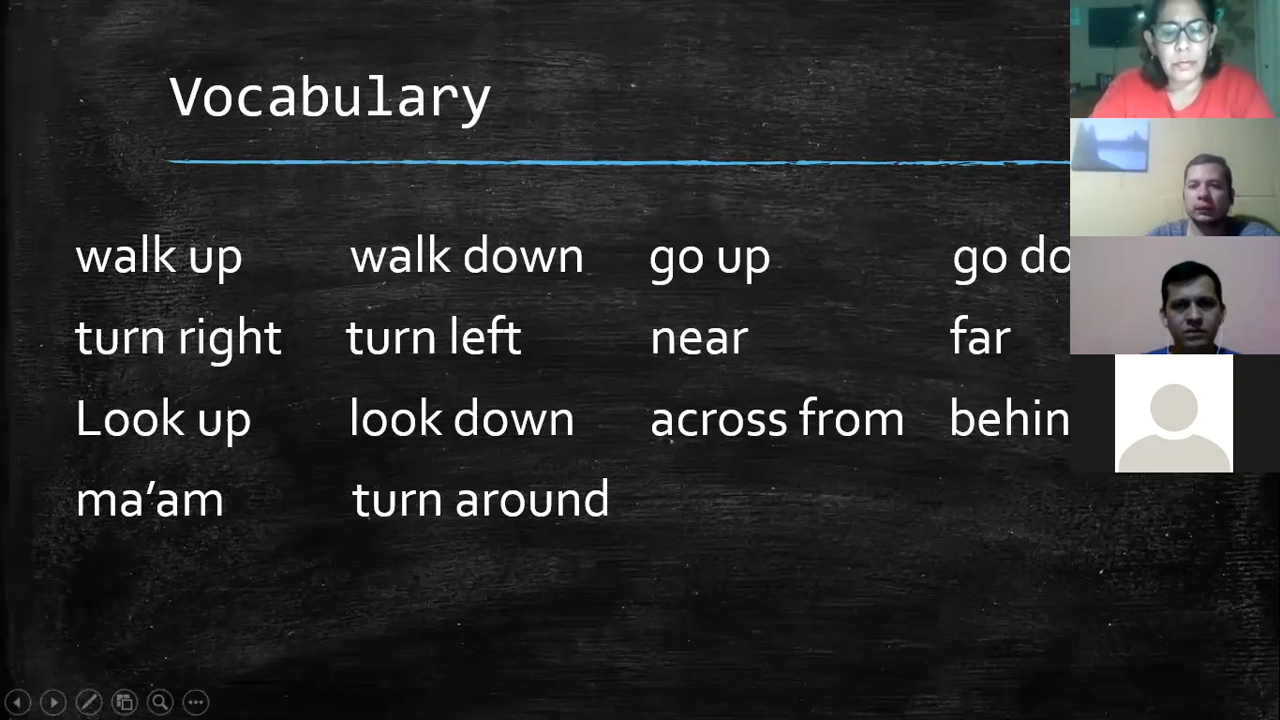 Vocabulary
walk up walk down go up go do
turn right turn left near far
Look up look down across from behin
ma’am turn around